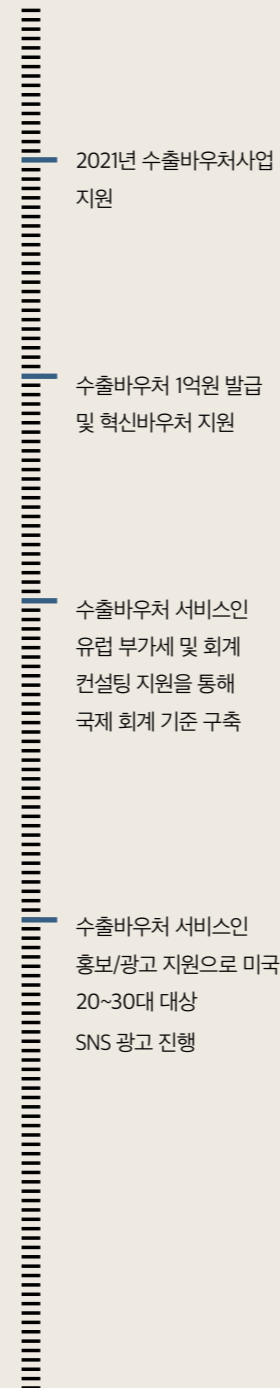 2021년 수출바우처사업
지원
수출바우처 1억원 발급
및 혁신바우처 지원
수출바우처 서비스인
유럽 부가세 및 회계
컨설팅 지원을 통해
국제 회계 기준 구축
수출바우처 서비스인
홍보/광고 지원으로 미국
20~30대 대상
SNS 광고 진행